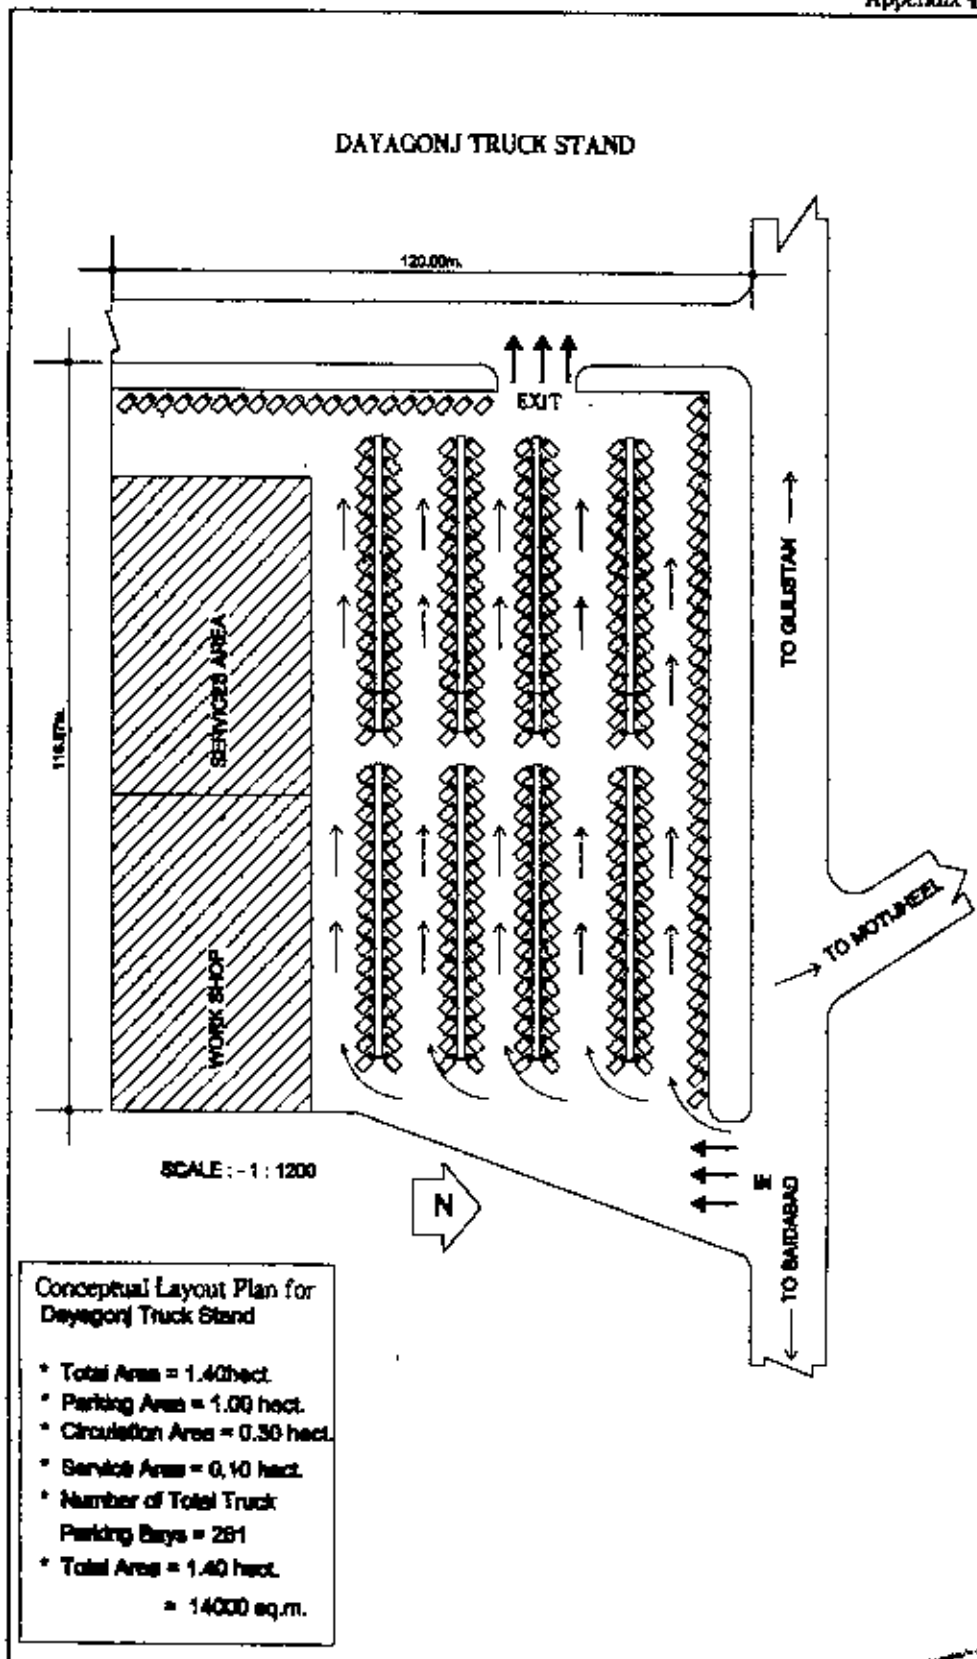 Appendix
DAYAGONJ TRUCK STAND
120.00m.
EXIT
TO GULISTAN
SERVICES AREA
TO MOTIJHEEL
WORK SHOP
SCALE : - 1 : 1200
N
TO SAIDABAD
Conceptual Layout Plan for
Dayagonj Truck Stand
* Total Area = 1.40hect.
* Parking Area = 1.00 hect.
* Circulation Area = 0.30 hect.
* Service Area = 0.10 hect.
* Number of Total Truck
Parking Bays = 281
* Total Area = 1.40 hect.
= 14000 sq.m.